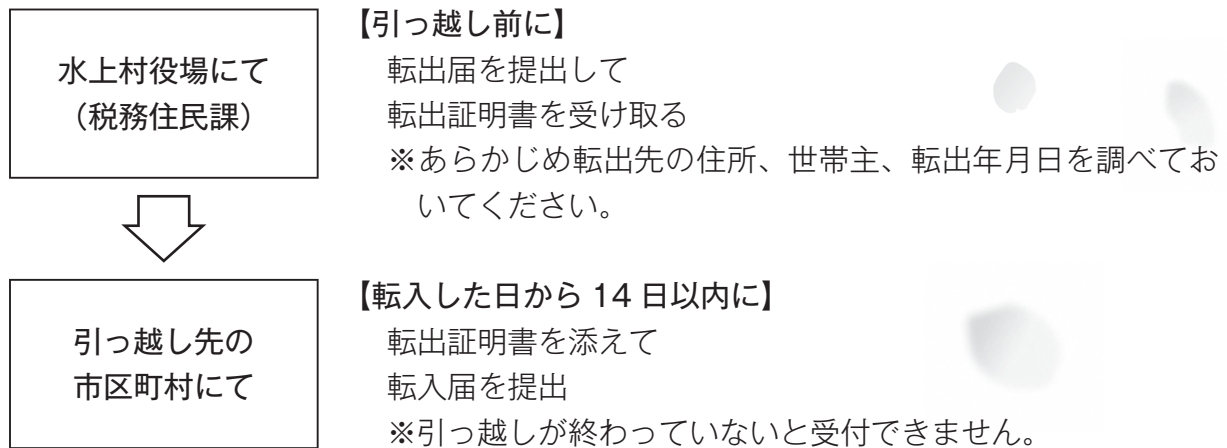 水上村役場にて
（税務住民課）
【引っ越し前に】
転出届を提出して
転出証明書を受け取る
※あらかじめ転出先の住所、世帯主、転出年月日を調べてお
いてください。
引っ越し先の
市区町村にて
【転入した日から 14 日以内に】
転出証明書を添えて
転入届を提出
※引っ越しが終わっていないと受付できません。